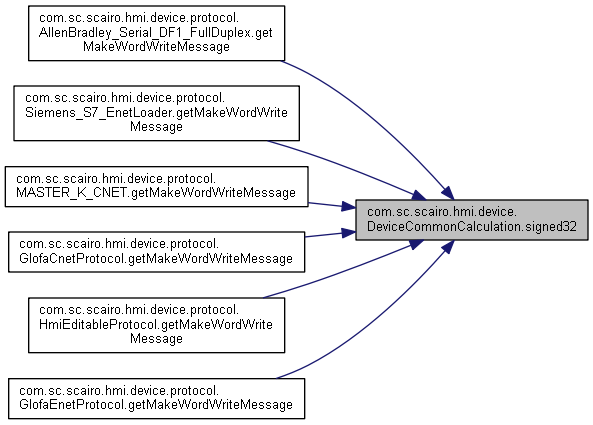 com.sc.scairo.hmi.device.protocol.
AllenBradley_Serial_DF1_FullDuplex.get
MakeWordWriteMessage
com.sc.scairo.hmi.device.protocol.
Siemens_S7_EnetLoader.getMakeWordWrite
Message
com.sc.scairo.hmi.device.protocol.
MASTER_K_CNET.getMakeWordWriteMessage
com.sc.scairo.hmi.device.
DeviceCommonCalculation.signed32
com.sc.scairo.hmi.device.protocol.
GlofaCnetProtocol.getMakeWordWriteMessage
com.sc.scairo.hmi.device.protocol.
HmiEditableProtocol.getMakeWordWrite
Message
com.sc.scairo.hmi.device.protocol.
GlofaEnetProtocol.getMakeWordWriteMessage